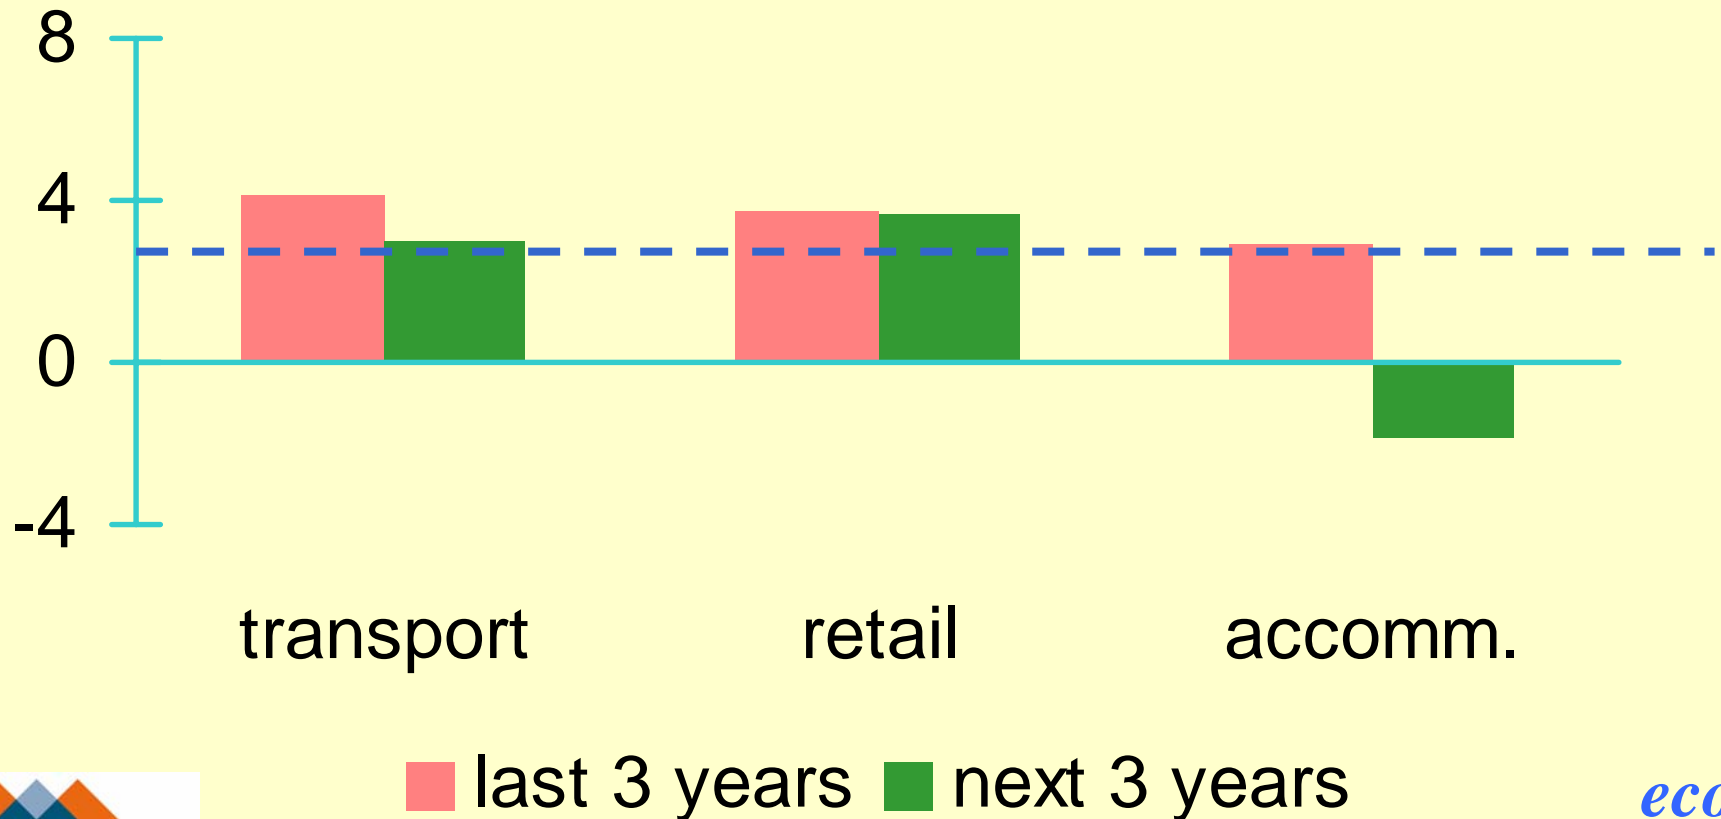 8
4
0
-4
transport retail accomm.
last 3 years next 3 years